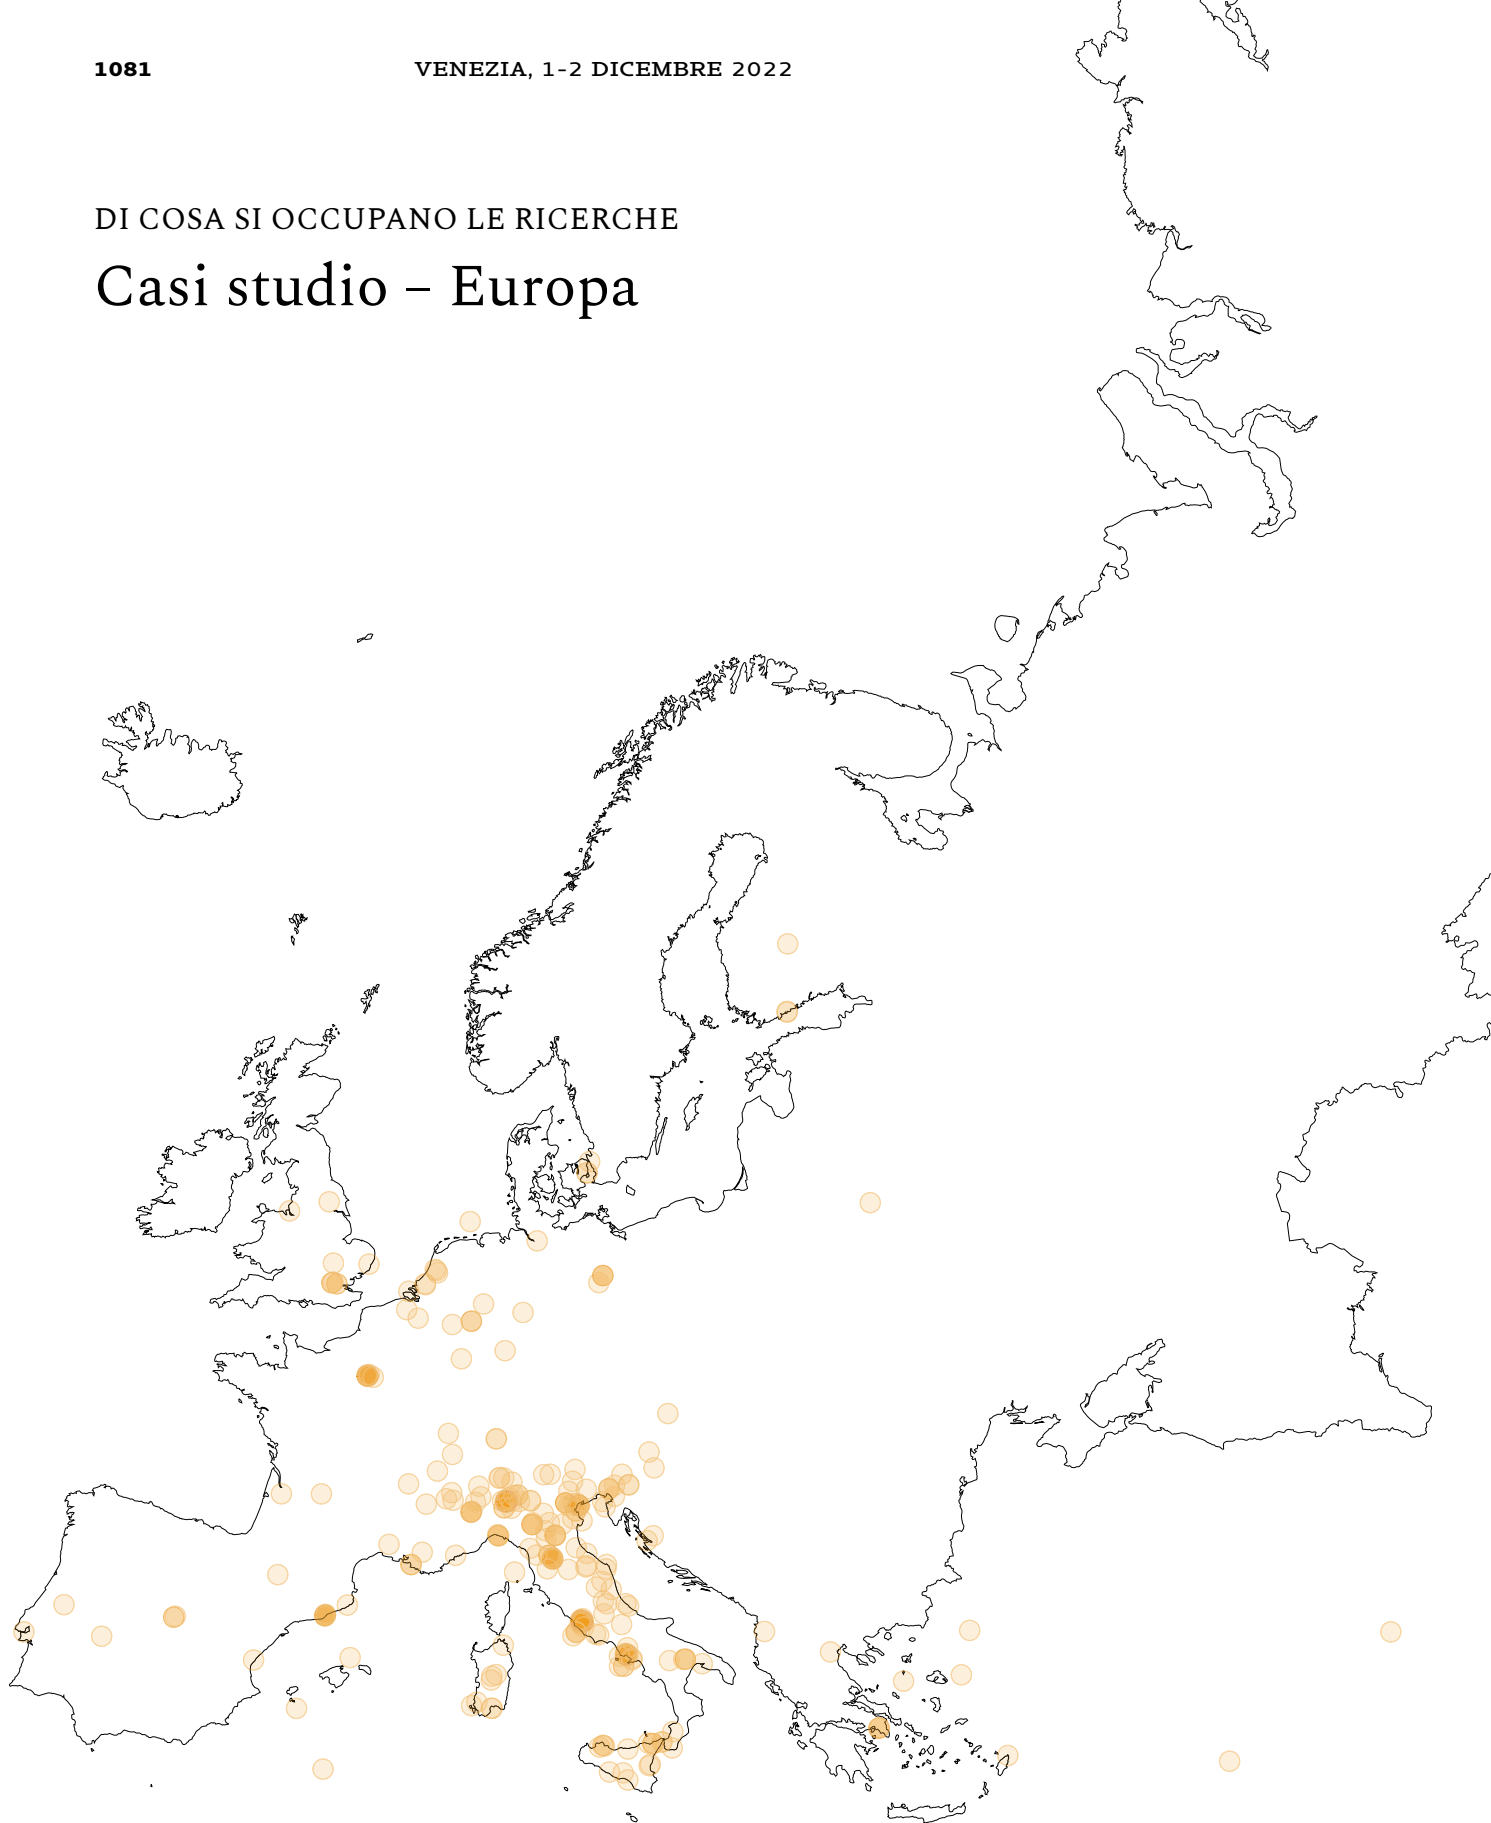 1081
VENEZIA, 1-2 DICEMBRE 2022
DI COSA SI OCCUPANO LE RICERCHE
Casi studio – Europa